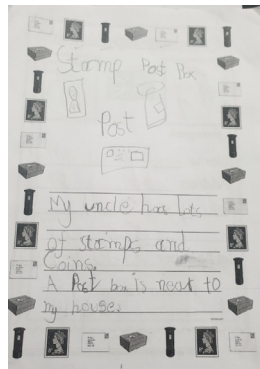 Stamp Post Box
Post
My uncle has lots
of stamps and
Coins.
A Post box is next to
my house.